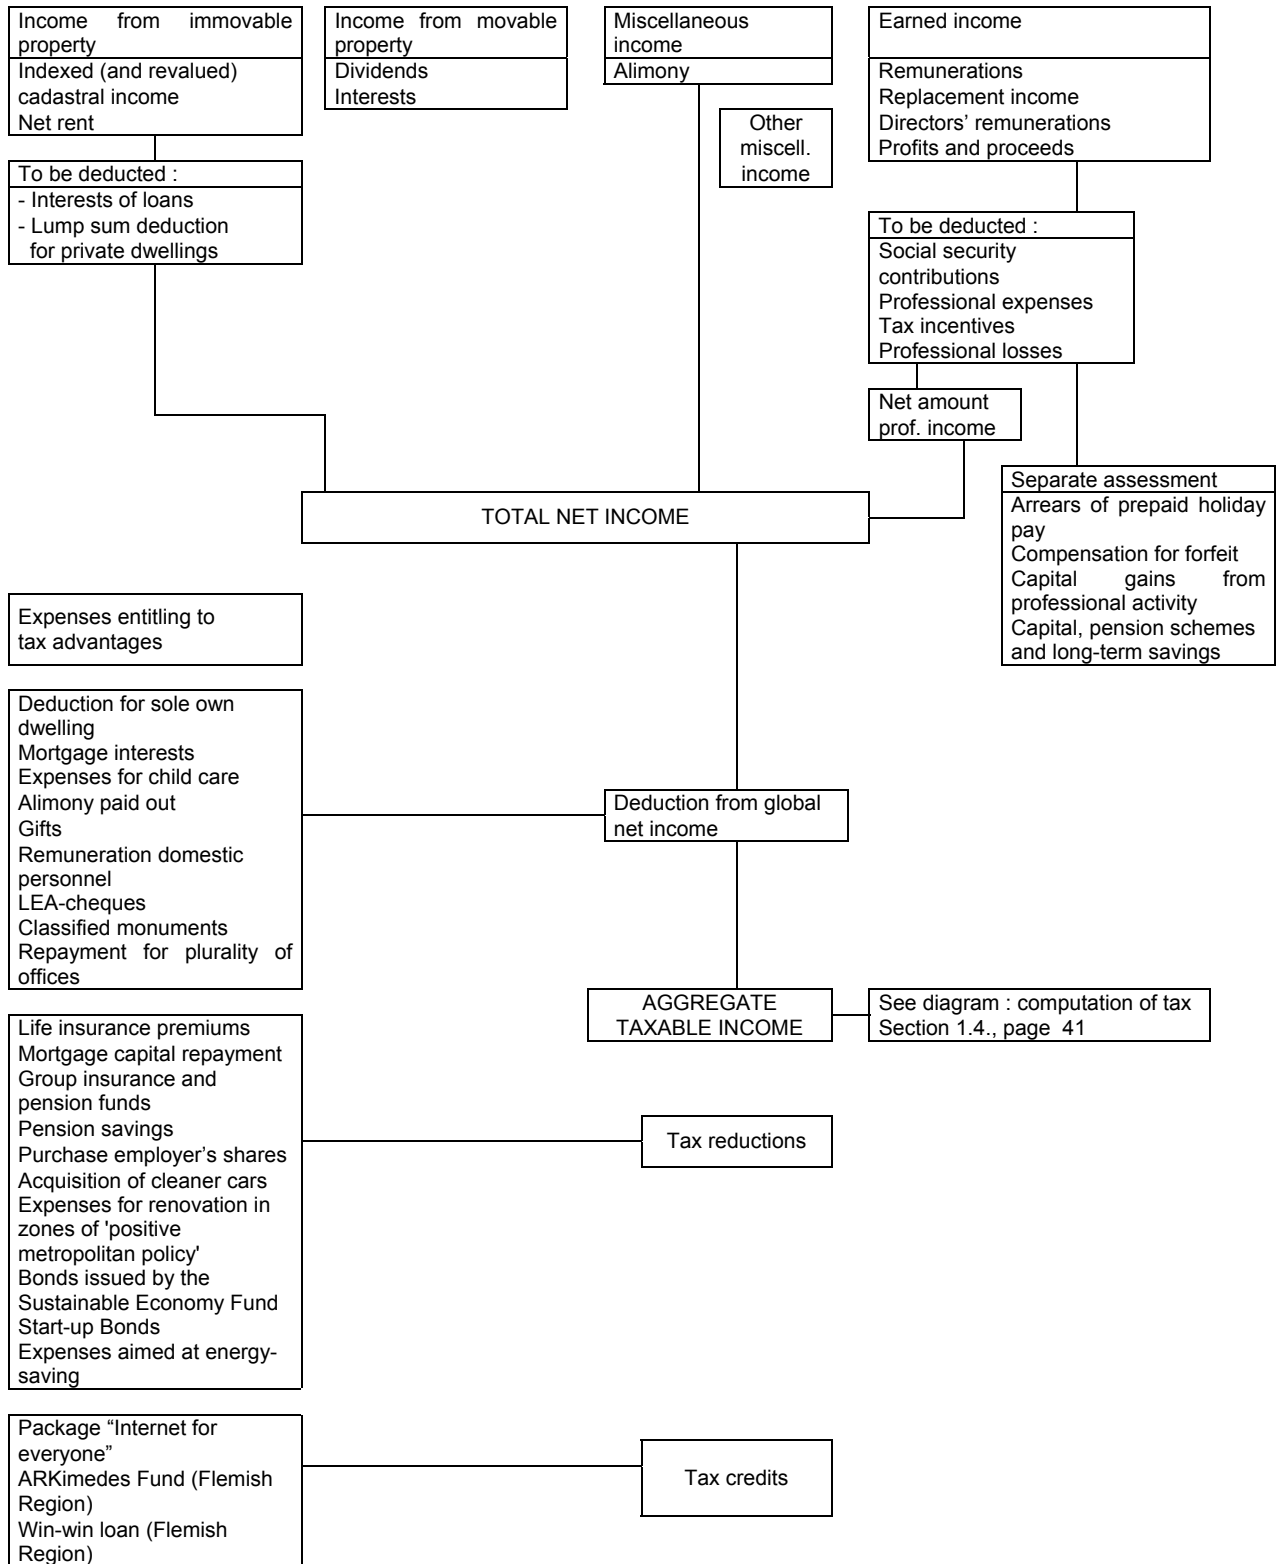 Income from immovable
property
Indexed (and revalued)
cadastral income
Net rent
Income from movable
property
Dividends
Interests
Miscellaneous
income
Alimony
Other
miscell.
income
Earned income
Remunerations
Replacement income
Directors’ remunerations
Profits and proceeds
To be deducted :
- Interests of loans
- Lump sum deduction
for private dwellings
To be deducted :
Social security
contributions
Professional expenses
Tax incentives
Professional losses
Net amount
prof. income
Separate assessment
Arrears of prepaid holiday
pay
Compensation for forfeit
Capital gains from
professional activity
Capital, pension schemes
and long-term savings
TOTAL NET INCOME
Expenses entitling to
tax advantages
Deduction for sole own
dwelling
Mortgage interests
Expenses for child care
Alimony paid out
Gifts
Remuneration domestic
personnel
LEA-cheques
Classified monuments
Repayment for plurality of
offices
Deduction from global
net income
AGGREGATE
TAXABLE INCOME
See diagram : computation of tax
Section 1.4., page 41
Life insurance premiums
Mortgage capital repayment
Group insurance and
pension funds
Pension savings
Purchase employer’s shares
Acquisition of cleaner cars
Expenses for renovation in
zones of 'positive
metropolitan policy'
Bonds issued by the
Sustainable Economy Fund
Start-up Bonds
Expenses aimed at energy-
saving
Tax reductions
Package “Internet for
everyone”
ARKimedes Fund (Flemish
Region)
Win-win loan (Flemish
Region)
Tax credits